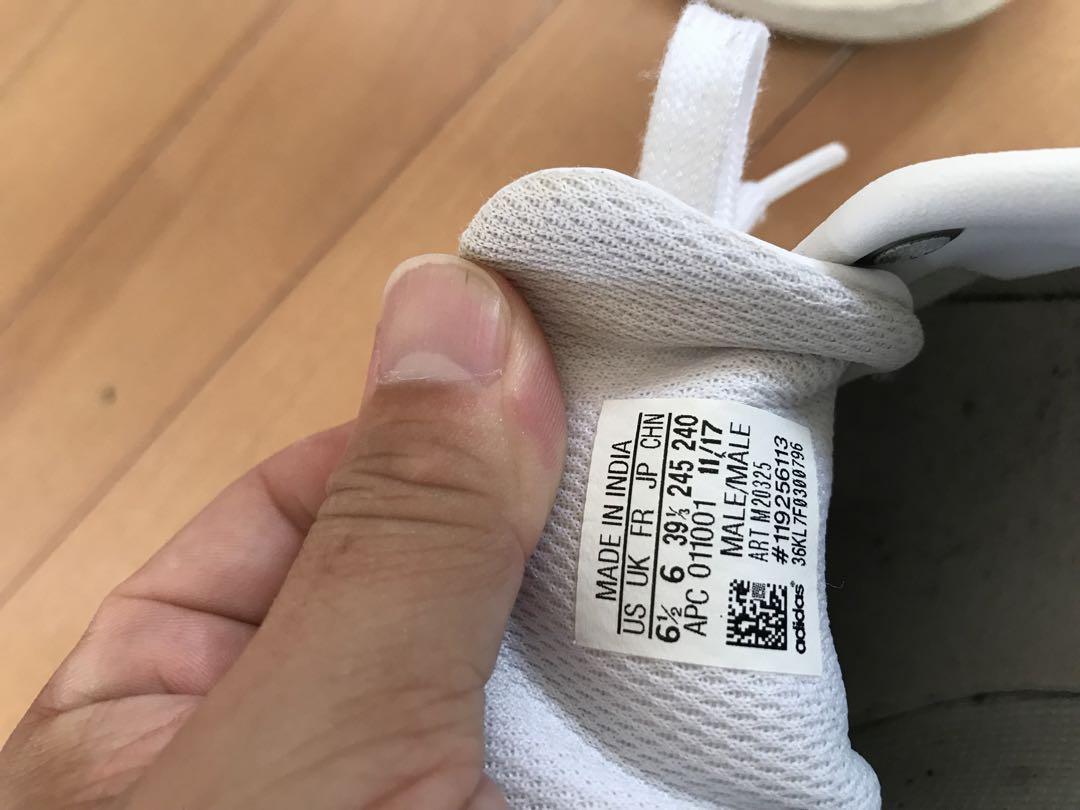 MADE IN INDIA
US UK FR JP CHN
6½ 6 39⅓ 245 240
APC 011001 11/17
MALE/MALE
ART M20325
#119256113
36KL7F0300796
adidas®